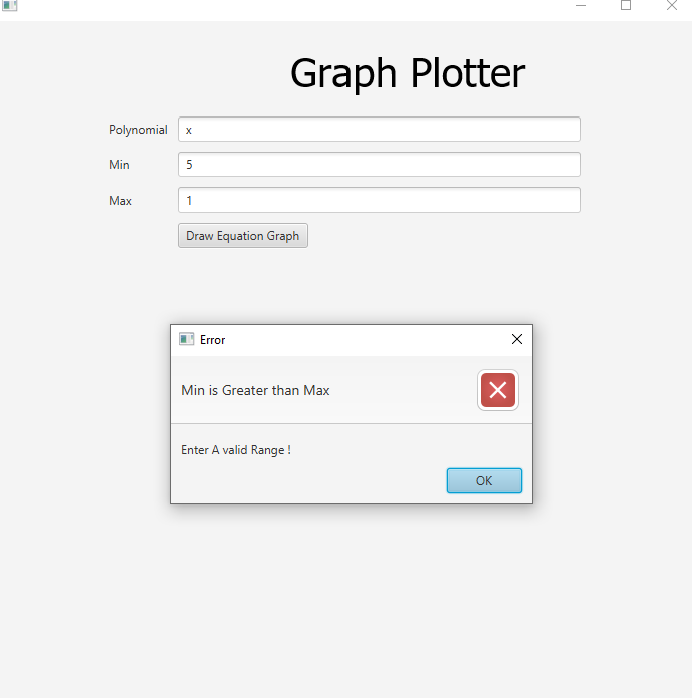 Graph Plotter
Polynomial x
Min 5
Max 1
Draw Equation Graph
Error
Min is Greater than Max
Enter A valid Range !
OK